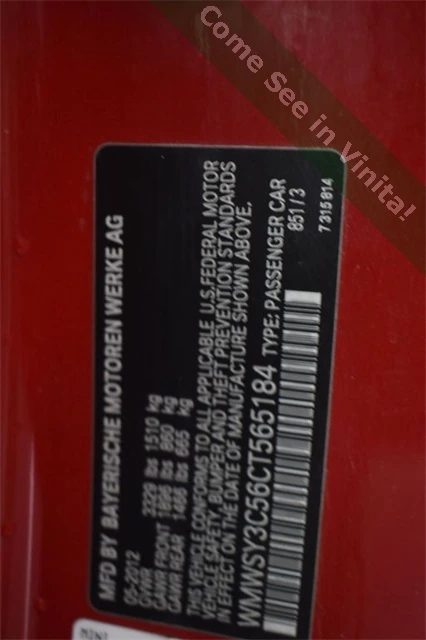 Come See in Vinita!
MFD BY BAYERISCHE MOTOREN WERKE AG
05-2012
GVWR 3329 lbs 1510 kg
GAWR FRONT 1896 lbs 860 kg
GAWR REAR 1466 lbs 665 kg
THIS VEHICLE CONFORMS TO ALL APPLICABLE U.S.FEDERAL MOTOR
VEHICLE SAFETY, BUMPER AND THEFT PREVENTION STANDARDS
IN EFFECT ON THE DATE OF MANUFACTURE SHOWN ABOVE.
WMWSY3C56CT565184 TYPE: PASSENGER CAR
851/3
7315814
MINI